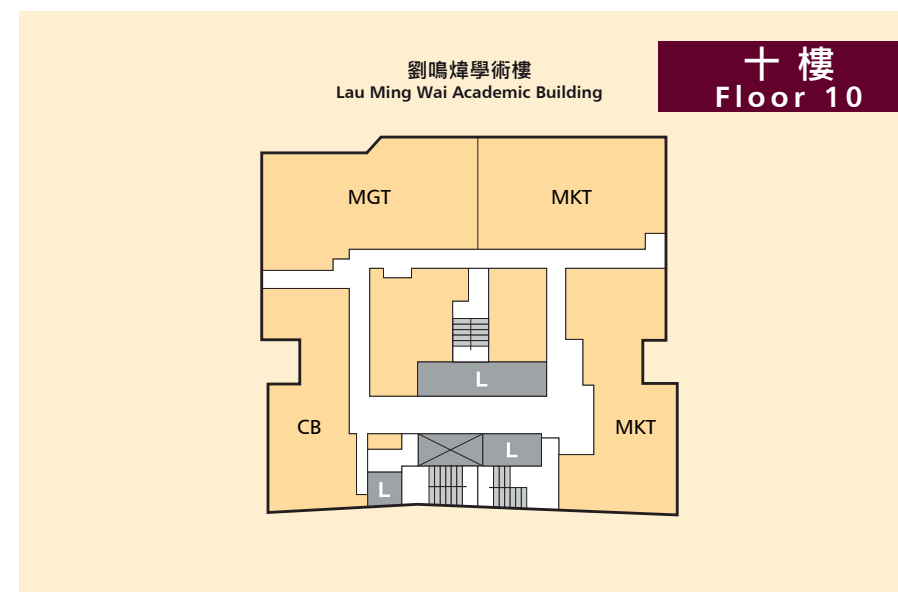 劉鳴煒學術樓
Lau Ming Wai Academic Building
十樓
Floor 10
MGT
MKT
L
CB
MKT
L
L